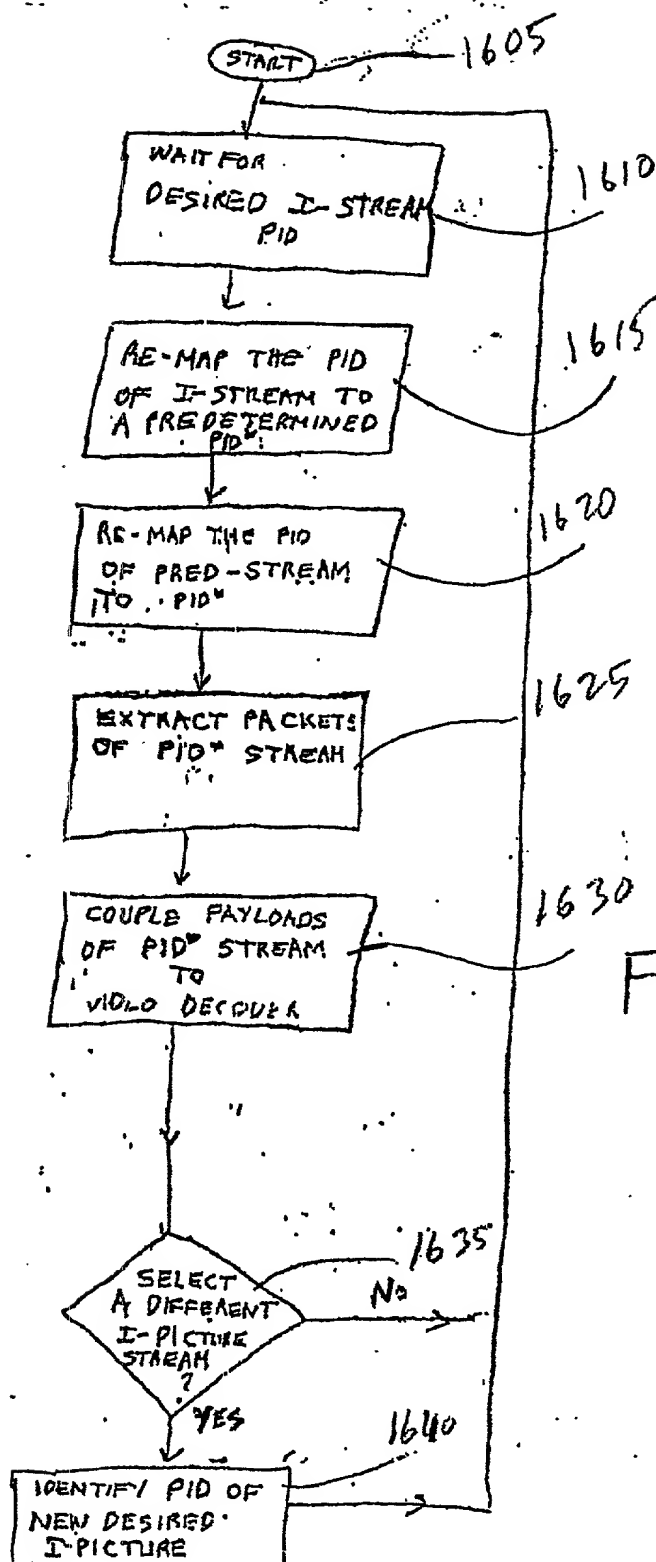 START
1605
WAIT FOR
DESIRED I-STREAM
PID
1610
RE-MAP THE PID
OF I-STREAM TO
A PREDETERMINED
PID*
1615
RE-MAP THE PID
OF PRED-STREAM
TO PID*
1620
EXTRACT PACKETS
OF PID* STREAM
1625
COUPLE PAYLOADS
OF PID* STREAM
TO
VIDEO DECODER
1630
F
SELECT
A DIFFERENT
I-PICTURE
STREAM
?
1635
No
YES
1640
IDENTIFY PID OF
NEW DESIRED
I-PICTURE